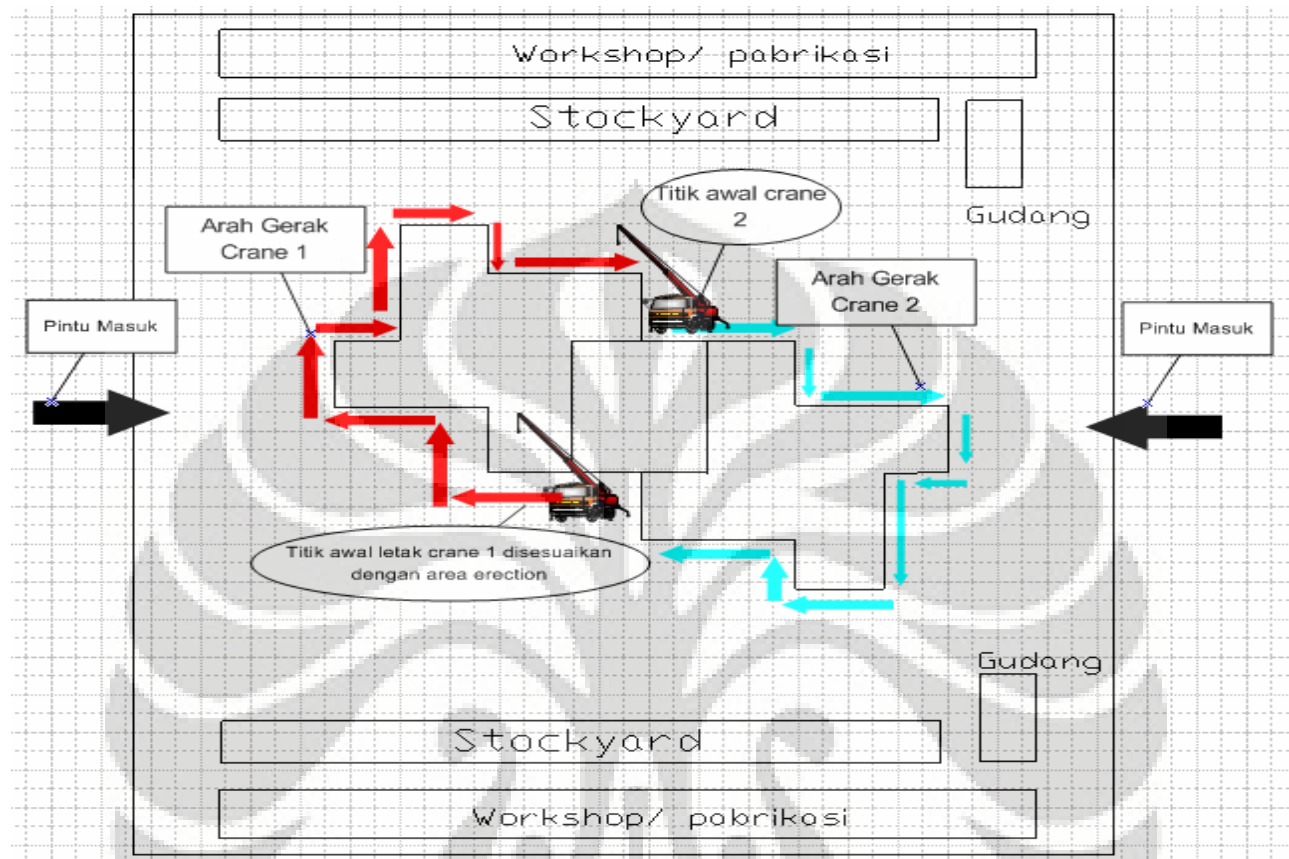 Workshop/ pabrikasi
Stockyard
Gudang
Titik awal crane
2
Arah Gerak
Crane 1
Arah Gerak
Crane 2
Pintu Masuk
Pintu Masuk
Titik awal letak crane 1 disesuaikan
dengan area erection
Gudang
Stockyard
Workshop/ pabrikasi